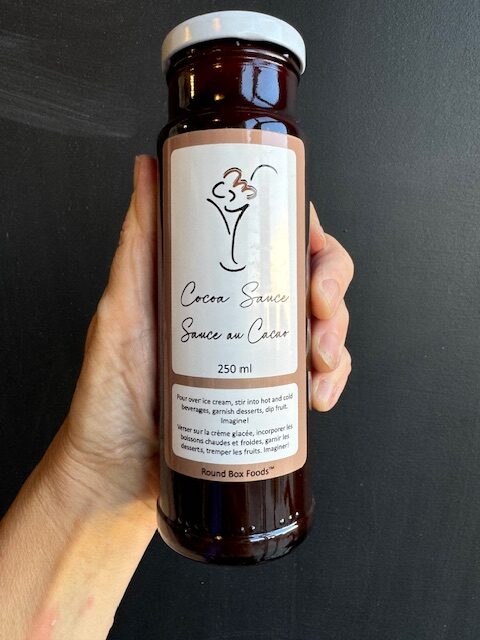 Cocoa Sauce
Sauce au Cacao
250 ml
Pour over ice cream, stir into hot and cold
beverages, garnish desserts, dip fruit.
Imagine!
Verser sur la crème glacée, incorporer les
boissons chaudes et froides, garnir les
desserts, tremper les fruits. Imaginer!
Round Box Foods™